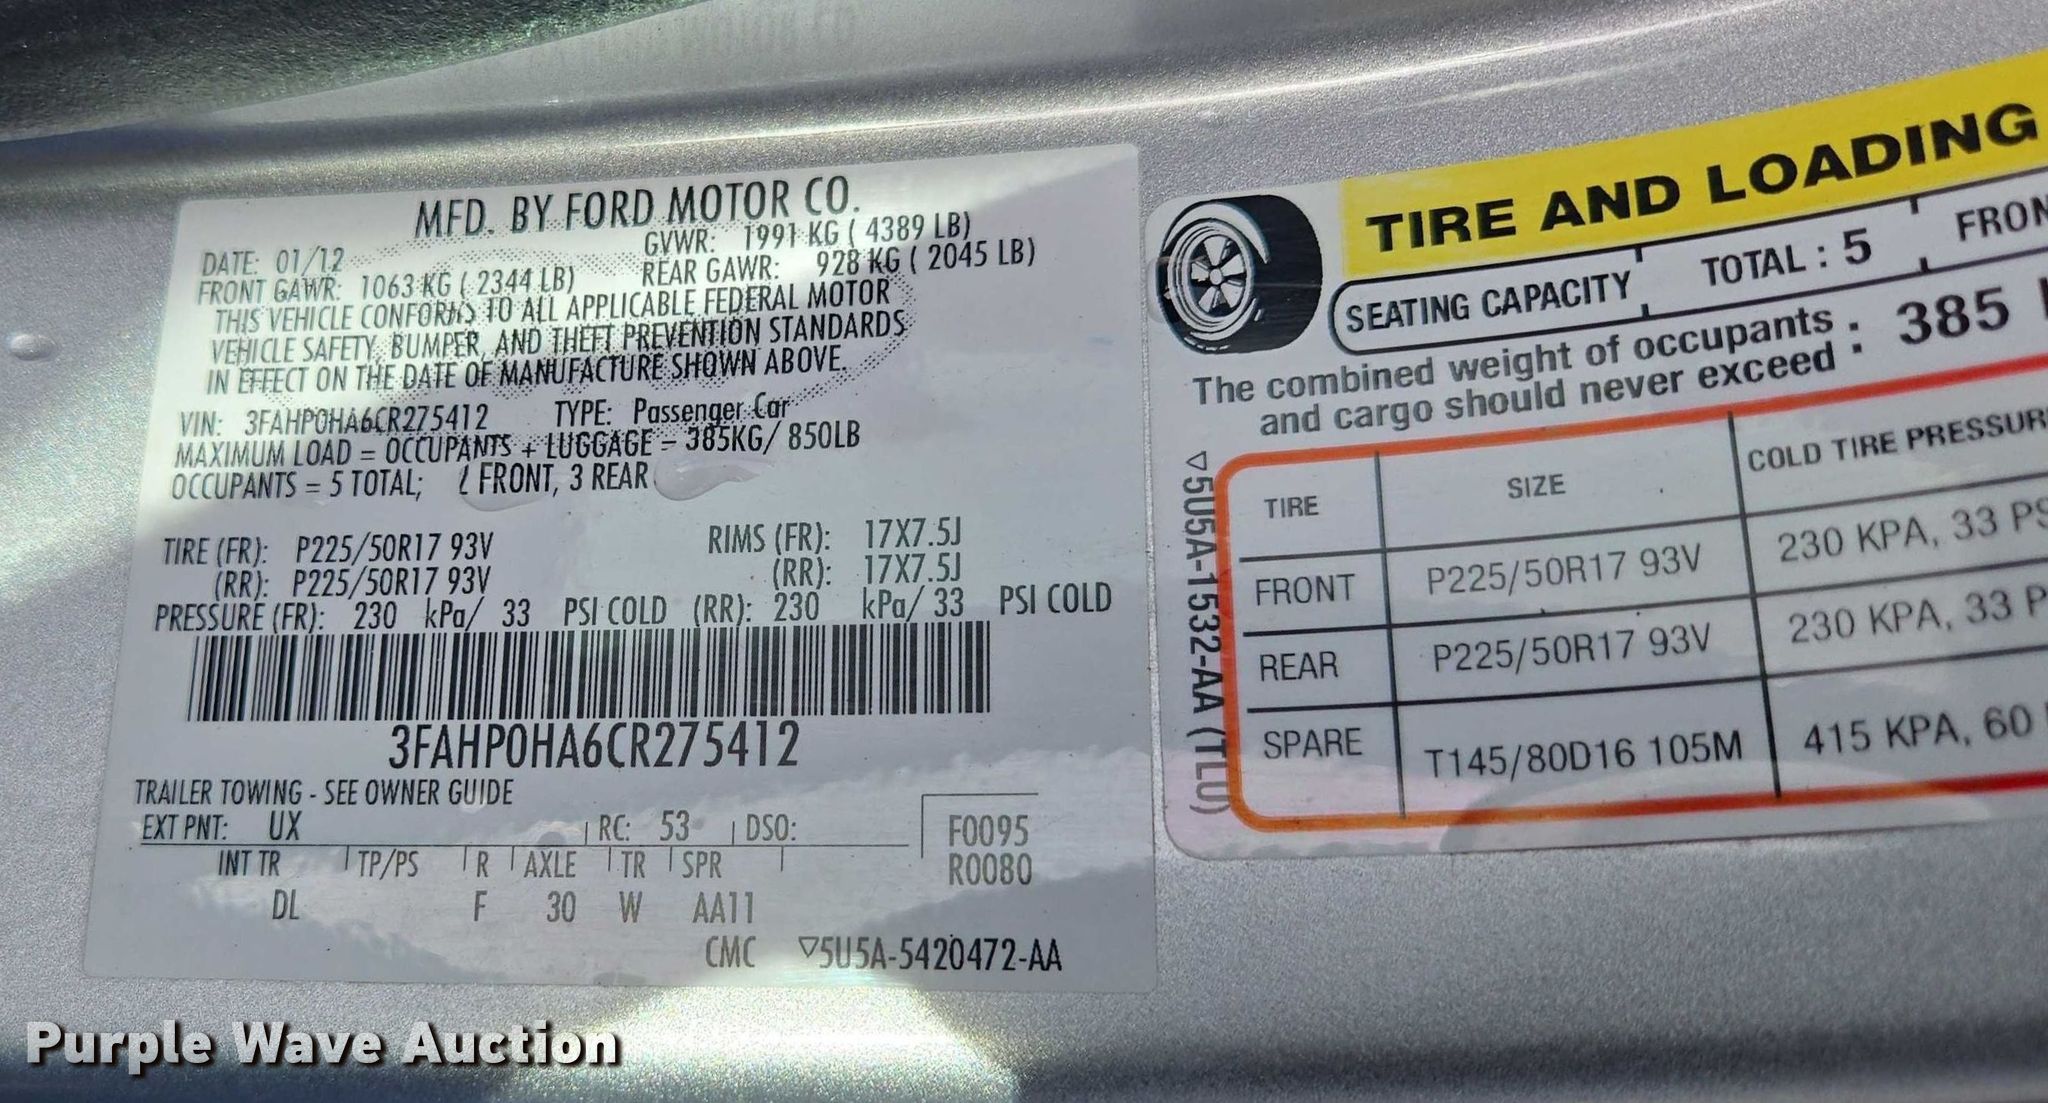 MFD. BY FORD MOTOR CO.
DATE: 01/12 GVWR: 1991 KG ( 4389 LB)
FRONT GAWR: 1063 KG ( 2344 LB) REAR GAWR: 928 KG ( 2045 LB)
THIS VEHICLE CONFORMS TO ALL APPLICABLE FEDERAL MOTOR
VEHICLE SAFETY, BUMPER, AND THEFT PREVENTION STANDARDS
IN EFFECT ON THE DATE OF MANUFACTURE SHOWN ABOVE.
VIN: 3FAHP0HA6CR275412 TYPE: Passenger Car
MAXIMUM LOAD = OCCUPANTS + LUGGAGE = 385KG/ 850LB
OCCUPANTS = 5 TOTAL; 2 FRONT, 3 REAR
TIRE (FR): P225/50R17 93V RIMS (FR): 17X7.5J
(RR): P225/50R17 93V (RR): 17X7.5J
PRESSURE (FR): 230 kPa/ 33 PSI COLD (RR): 230 kPa/ 33 PSI COLD
3FAHP0HA6CR275412
TRAILER TOWING - SEE OWNER GUIDE
EXT PNT: UX RC: 53 DSO: F0095
INT TR TP/PS R AXLE TR SPR R0080
DL F 30 W AA11
CMC ▽5U5A-5420472-AA
TIRE AND LOADING
SEATING CAPACITY TOTAL : 5 FRON
The combined weight of occupants
and cargo should never exceed : 385
▽5U5A-1532-AA (TLU)
TIRE SIZE COLD TIRE PRESSUR
FRONT P225/50R17 93V 230 KPA, 33 PS
REAR P225/50R17 93V 230 KPA, 33 P
SPARE T145/80D16 105M 415 KPA, 60
Purple Wave Auction